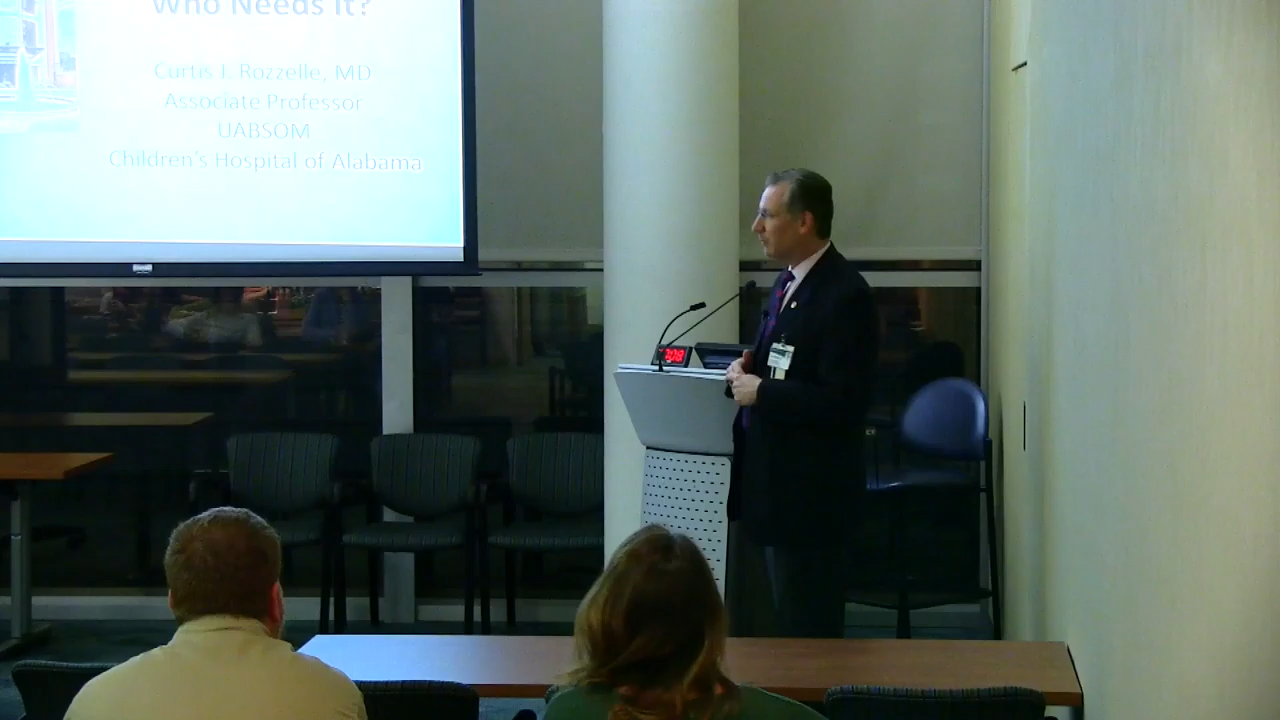 Who Needs It?
Curtis J. Rozzelle, MD
Associate Professor
UABSOM
Children's Hospital of Alabama